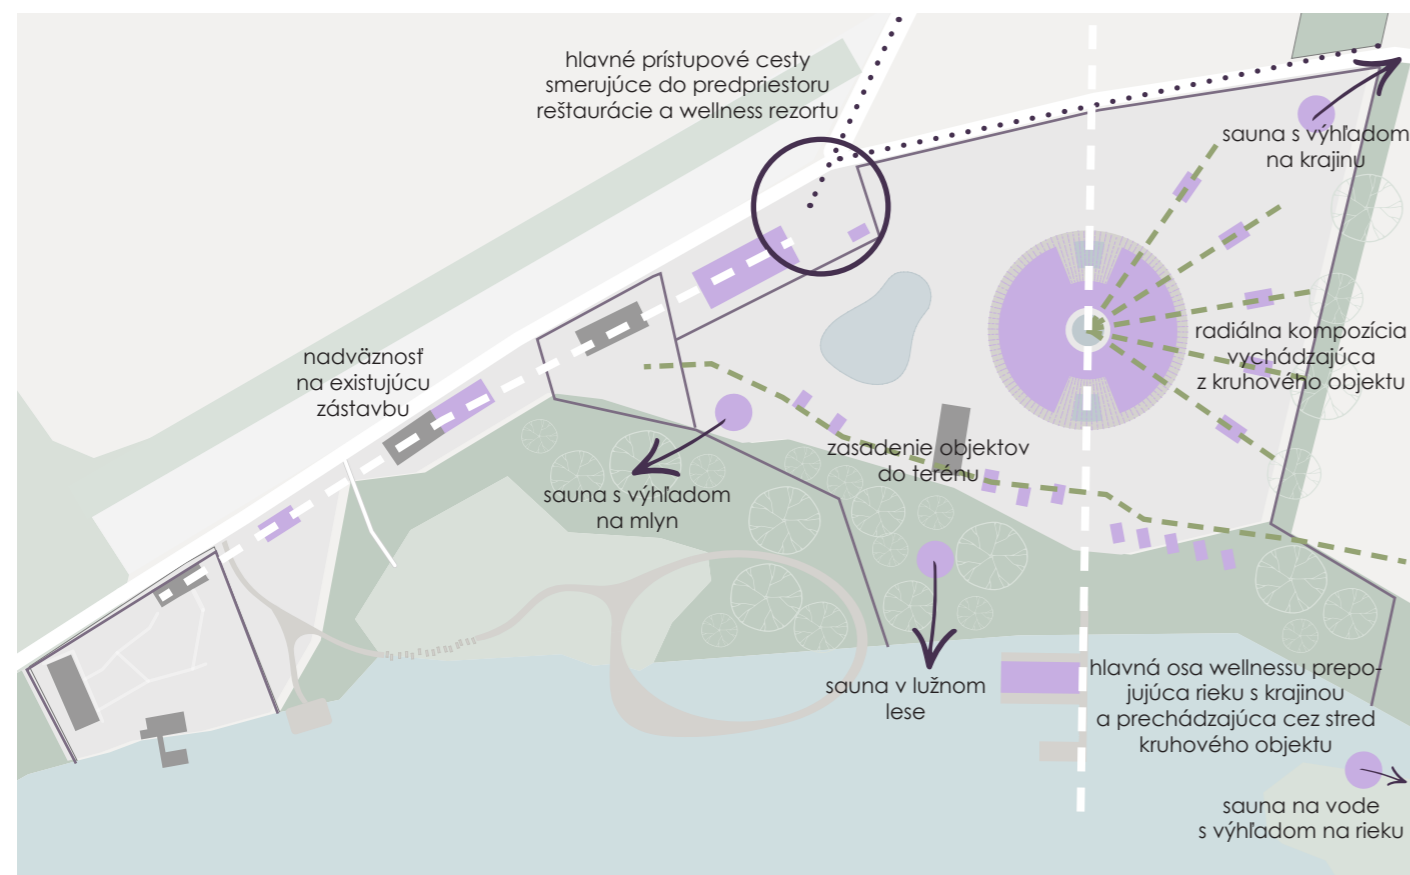 hlavné prístupové cesty
smerujúce do predpriestoru
reštaurácie a wellness rezortu
sauna s výhľadom
na krajinu
radiálna kompozícia
vychádzajúca
z kruhového objektu
nadväznosť
na existujúcu
zástavbu
zasadenie objektov
do terénu
sauna s výhľadom
na mlyn
sauna v lužnom
lese
hlavná osa wellnessu prepo-
jujúca rieku s krajinou
a prechádzajúca cez stred
kruhového objektu
sauna na vode
s výhľadom na rieku